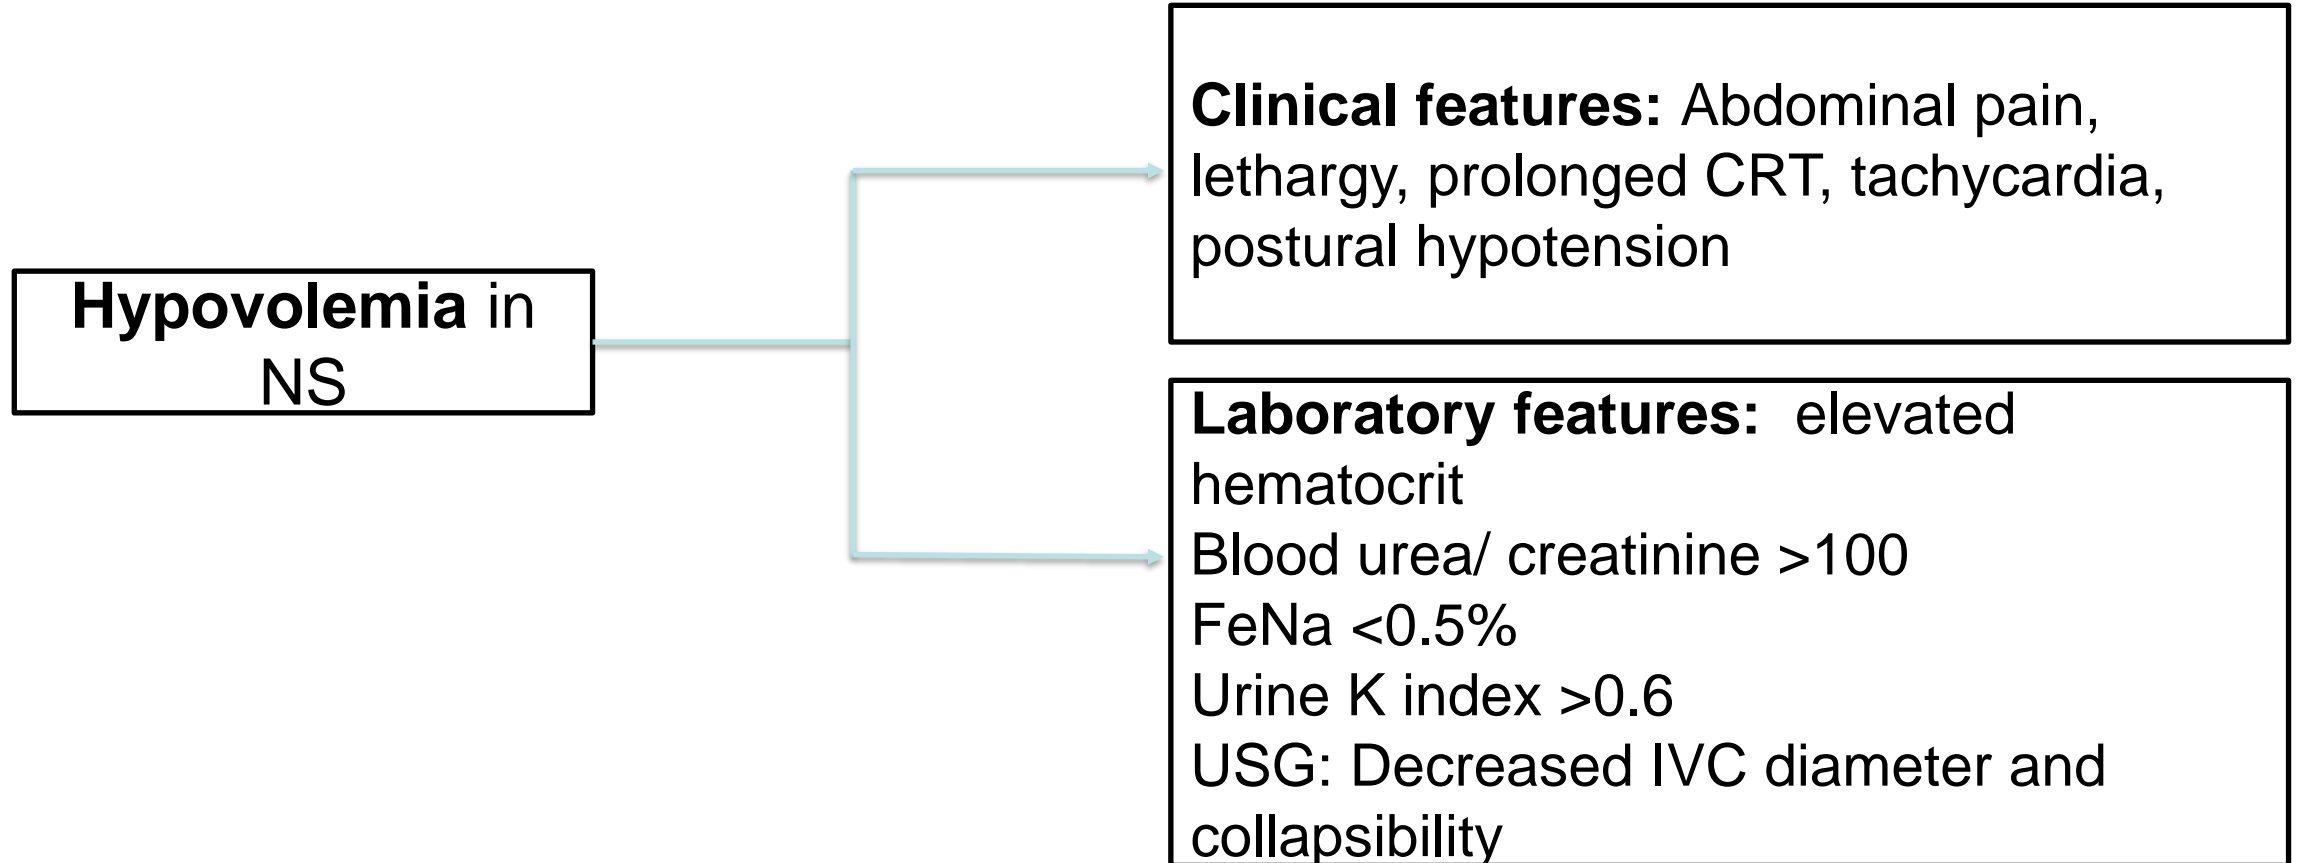 Hypovolemia in
NS
Clinical features: Abdominal pain,
lethargy, prolonged CRT, tachycardia,
postural hypotension
Laboratory features: elevated
hematocrit
Blood urea/ creatinine >100
FeNa <0.5%
Urine K index >0.6
USG: Decreased IVC diameter and
collapsibility